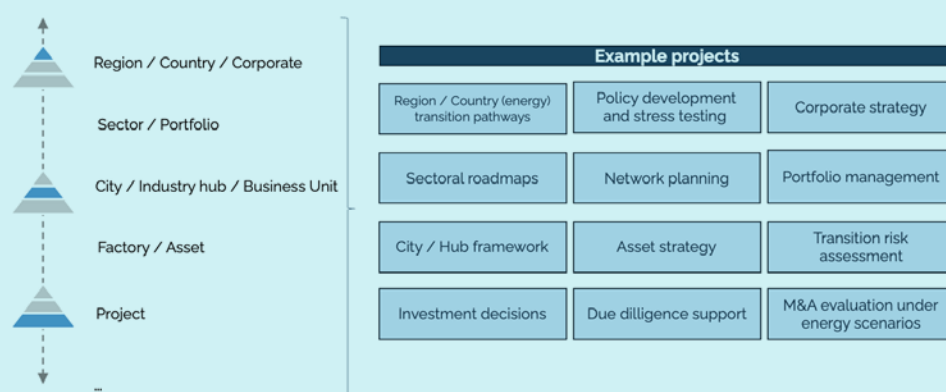 Region / Country / Corporate
Sector / Portfolio
City / Industry hub / Business Unit
Factory / Asset
Project
...
Example projects
Region / Country (energy)
transition pathways
Policy development
and stress testing
Corporate strategy
Sectoral roadmaps
Network planning
Portfolio management
City / Hub framework
Asset strategy
Transition risk
assessment
Investment decisions
Due dilligence support
M&A evaluation under
energy scenarios